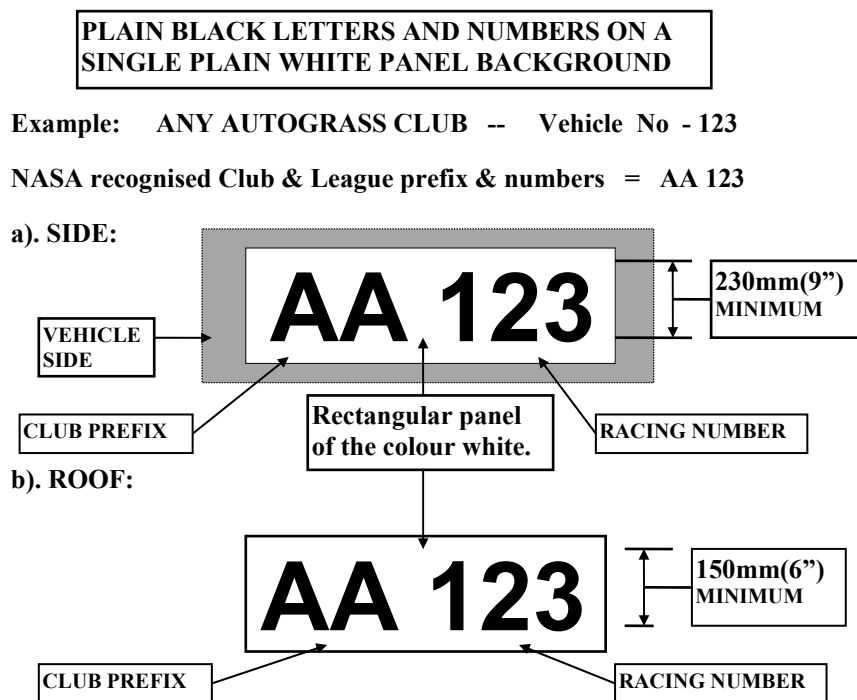 PLAIN BLACK LETTERS AND NUMBERS ON A
SINGLE PLAIN WHITE PANEL BACKGROUND
Example: ANY AUTOGRASS CLUB -- Vehicle No - 123
NASA recognised Club & League prefix & numbers = AA 123
a). SIDE:
AA 123
230mm(9”)
MINIMUM
VEHICLE
SIDE
CLUB PREFIX
Rectangular panel
of the colour white.
RACING NUMBER
b). ROOF:
AA 123
150mm(6”)
MINIMUM
CLUB PREFIX
RACING NUMBER